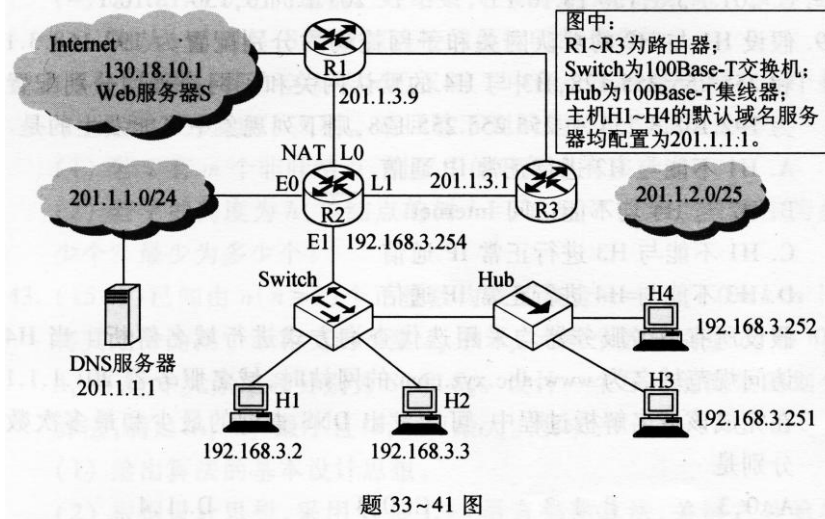 Internet
130.18.10.1
Web服务器S
R1
201.1.3.9
图中:
R1~R3为路由器;
Switch为100Base-T交换机;
Hub为100Base-T集线器;
主机H1~H4的默认域名服务
器均配置为201.1.1.1。
NAT L0
201.1.1.0/24
E0
L1
R2
201.1.3.1
R3
201.1.2.0/25
E1
192.168.3.254
Switch
Hub
DNS服务器
201.1.1.1
H1
192.168.3.2
H2
192.168.3.3
H4
192.168.3.252
H3
192.168.3.251
题 33~41 图